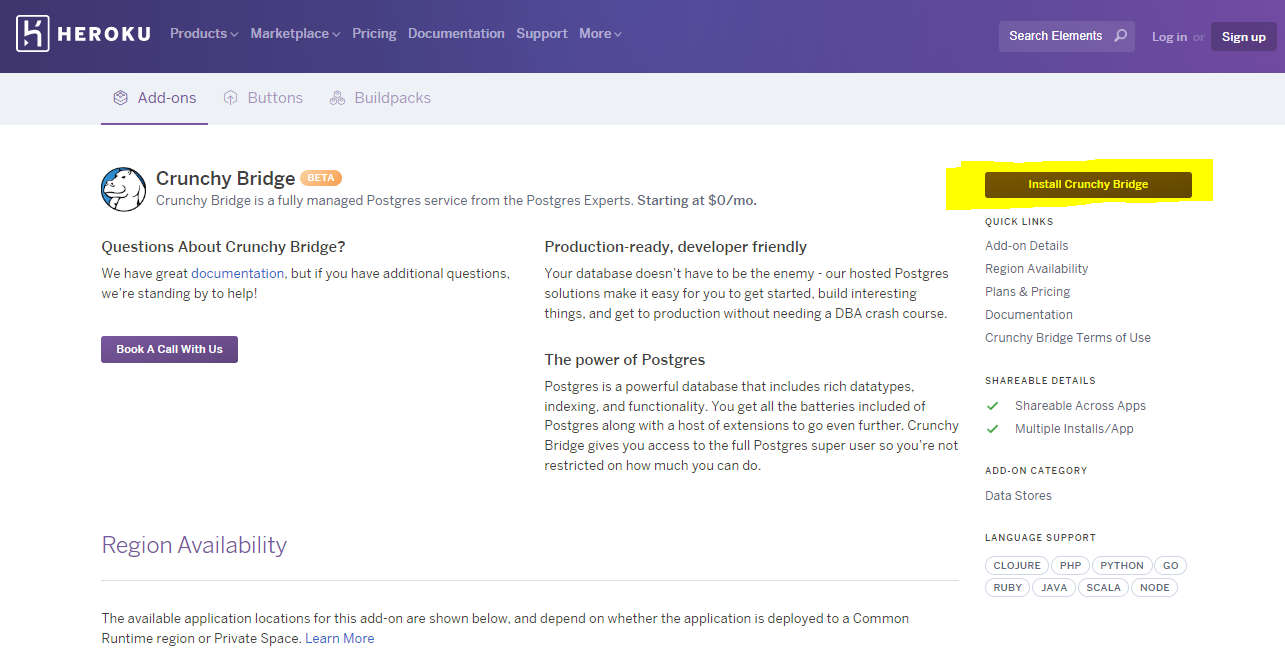 HEROKU Products Marketplace Pricing Documentation Support More Search Elements Log in or Sign up
Add-ons Buttons Buildpacks
Crunchy Bridge BETA
Crunchy Bridge is a fully managed Postgres service from the Postgres Experts. Starting at $0/mo.
Questions About Crunchy Bridge?
We have great documentation, but if you have additional questions,
we're standing by to help!
Book A Call With Us
Production-ready, developer friendly
Your database doesn't have to be the enemy - our hosted Postgres
solutions make it easy for you to get started, build interesting
things, and get to production without needing a DBA crash course.
The power of Postgres
Postgres is a powerful database that includes rich datatypes,
indexing, and functionality. You get all the batteries included of
Postgres along with a host of extensions to go even further. Crunchy
Bridge gives you access to the full Postgres super user so you're not
restricted on how much you can do.
Install Crunchy Bridge
QUICK LINKS
Add-on Details
Region Availability
Plans & Pricing
Documentation
Crunchy Bridge Terms of Use
SHAREABLE DETAILS
Shareable Across Apps
Multiple Installs/App
ADD-ON CATEGORY
Data Stores
LANGUAGE SUPPORT
CLOJURE PHP PYTHON GO
RUBY JAVA SCALA NODE
Region Availability
The available application locations for this add-on are shown below, and depend on whether the application is deployed to a Common
Runtime region or Private Space. Learn More